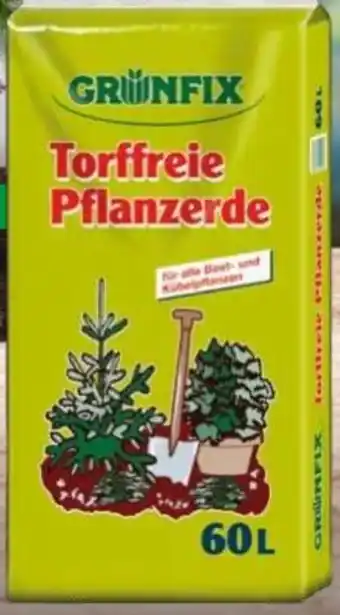 GRÜNFIX
Torffreie
Pflanzerde
für alle Beet- und
Kübelpflanzen
60 L
GRÜNFIX Torffreie Pflanzerde 60 L